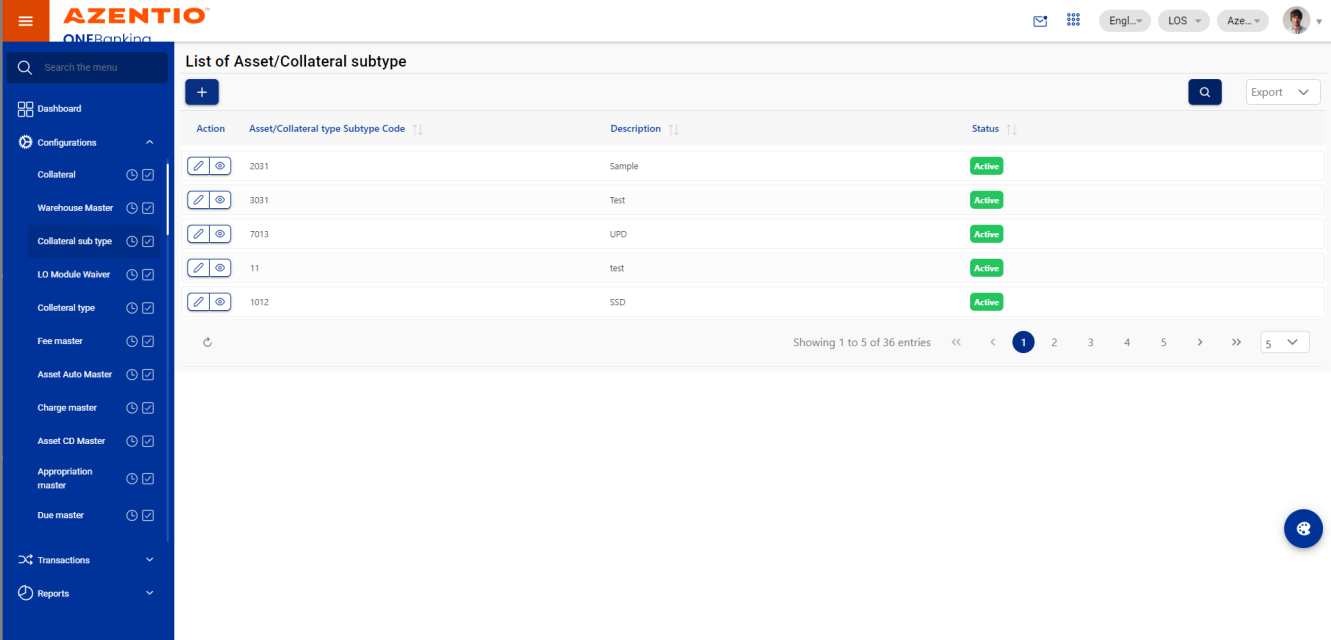 AZENTIO
ONEBanking
Engl...
LOS
Aze...
Search the menu
Dashboard
Configurations
Collateral
Warehouse Master
Collateral sub type
LO Module Waiver
Colleteral type
Fee master
Asset Auto Master
Charge master
Asset CD Master
Appropriation
master
Due master
Transactions
Reports
List of Asset/Collateral subtype
+
Export
Action Asset/Collateral type Subtype Code Description Status
2031 Sample Active
3031 Test Active
7013 UPD Active
11 test Active
1012 SSD Active
Showing 1 to 5 of 36 entries << < 1 2 3 4 5 > >> 5